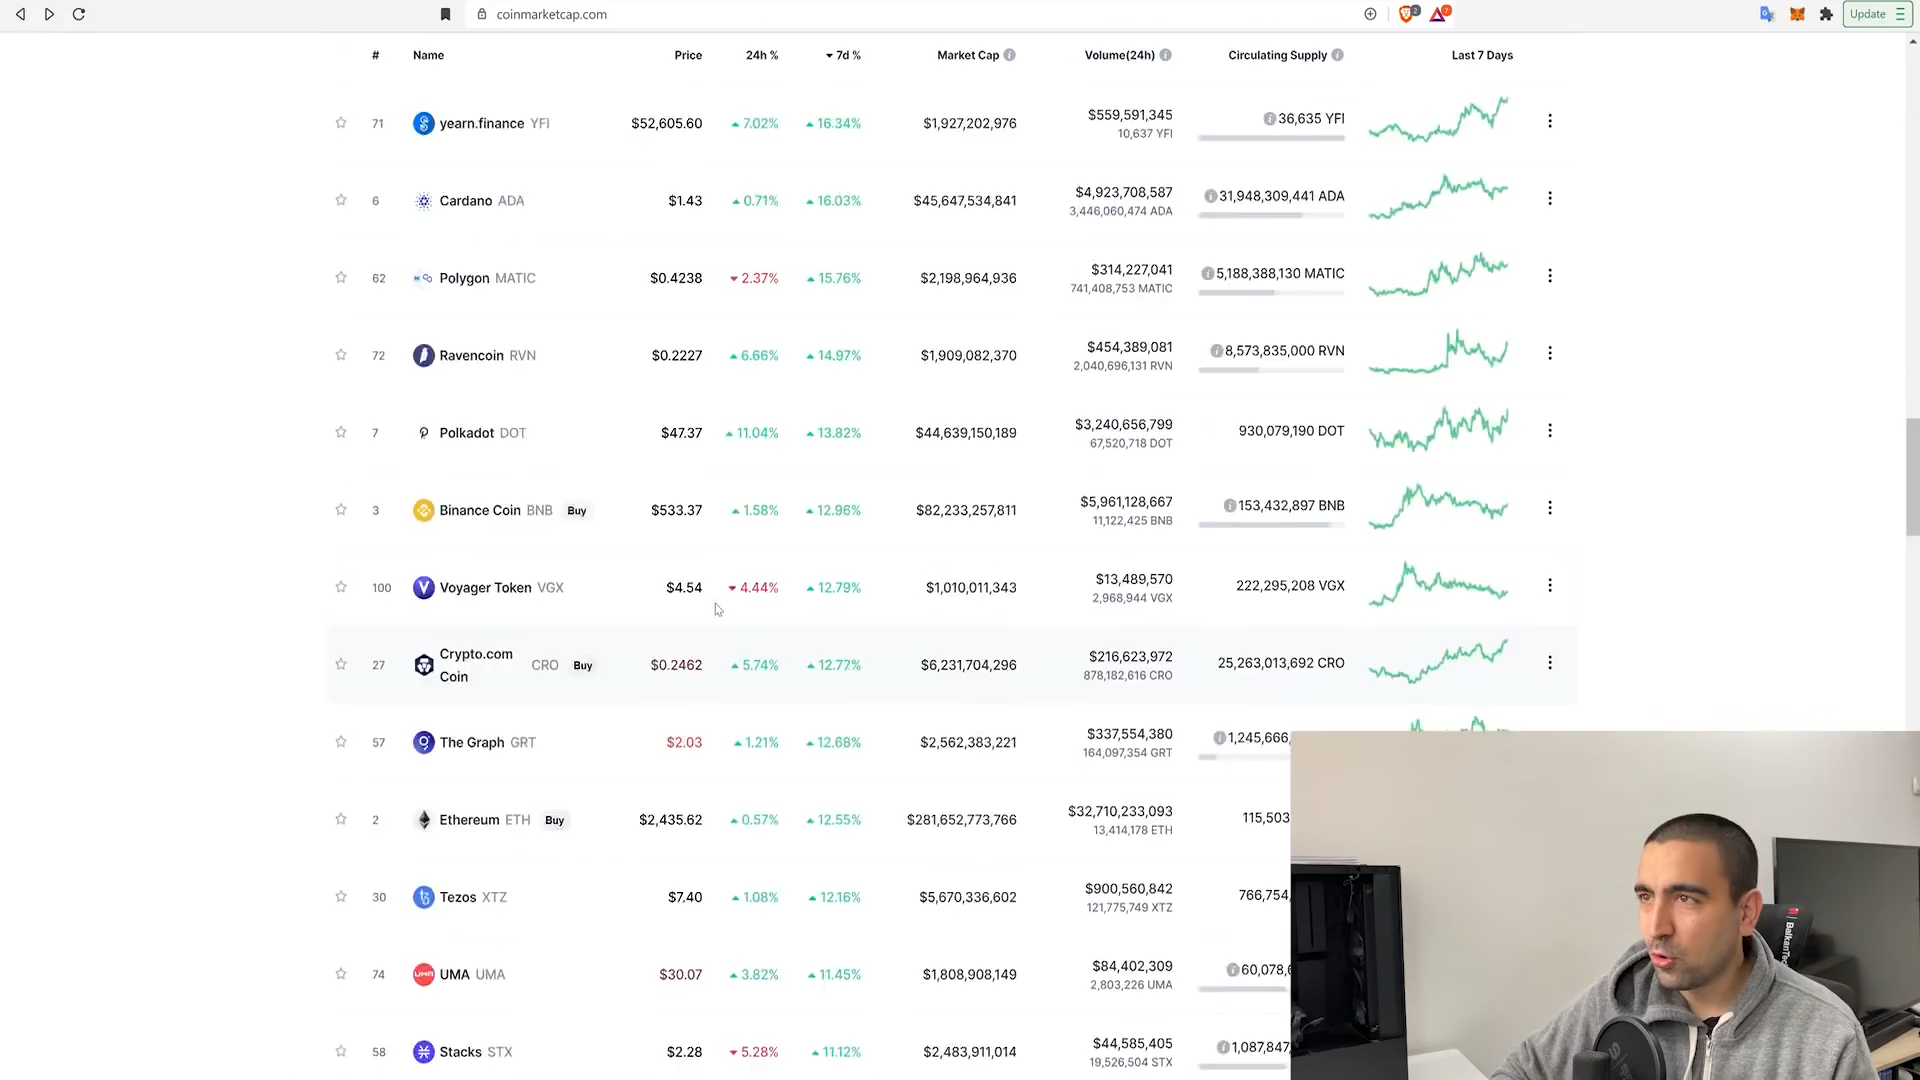 coinmarketcap.com
2
7
Update
# Name Price 24h % 7d % Market Cap Volume(24h) Circulating Supply Last 7 Days
71 yearn.finance YFI $52,605.60 7.02% 16.34% $1,927,202,976 $559,591,345 36,635 YFI
10,637 YFI
6 Cardano ADA $1.43 0.71% 16.03% $45,647,534,841 $4,923,708,587 31,948,309,441 ADA
3,446,060,474 ADA
62 Polygon MATIC $0.4238 2.37% 15.76% $2,198,964,936 $314,227,041 5,188,388,130 MATIC
741,408,753 MATIC
72 Ravencoin RVN $0.2227 6.66% 14.97% $1,909,082,370 $454,389,081 8,573,835,000 RVN
2,040,696,131 RVN
7 Polkadot DOT $47.37 11.04% 13.82% $44,639,150,189 $3,240,656,799 930,079,190 DOT
67,520,718 DOT
3 Binance Coin BNB Buy $533.37 1.58% 12.96% $82,233,257,811 $5,961,128,667 153,432,897 BNB
11,122,425 BNB
100 Voyager Token VGX $4.54 4.44% 12.79% $1,010,011,343 $13,489,570 222,295,208 VGX
2,968,944 VGX
27 Crypto.com Coin CRO Buy $0.2462 5.74% 12.77% $6,231,704,296 $216,623,972 25,263,013,692 CRO
878,182,616 CRO
57 The Graph GRT $2.03 1.21% 12.68% $2,562,383,221 $337,554,380 1,245,666,
164,097,354 GRT
2 Ethereum ETH Buy $2,435.62 0.57% 12.55% $281,652,773,766 $32,710,233,093 115,503
13,414,178 ETH
30 Tezos XTZ $7.40 1.08% 12.16% $5,670,336,602 $900,560,842 766,754,
121,775,749 XTZ
74 UMA UMA $30.07 3.82% 11.45% $1,808,908,149 $84,402,309 60,078,6
2,803,226 UMA
58 Stacks STX $2.28 5.28% 11.12% $2,483,911,014 $44,585,405 1,087,847,
19,526,504 STX
BalkanTec